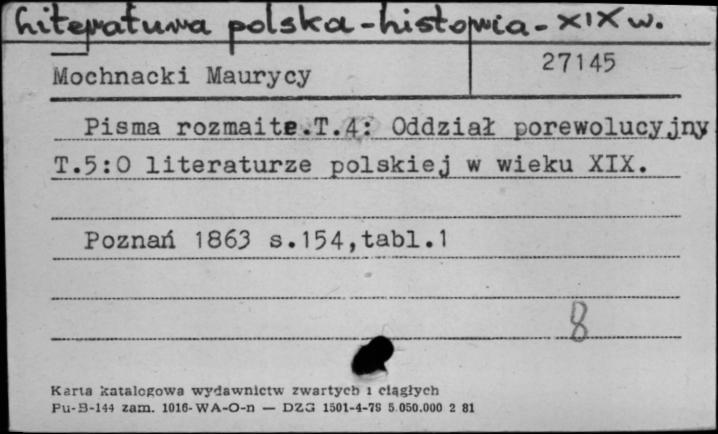 Literatura polska - historia - XIX w.
Mochnacki Maurycy
27145
Pisma rozmaite.T.4: Oddział porewolucyjny
T.5:O literaturze polskiej w wieku XIX.
Poznań 1863 s.154,tabl.1
8
Karta katalogowa wydawnictw zwartych i ciągłych
Pu-B-144 zam. 1016-WA-O-n — DZG 1501-4-78 5.050.000 2 81